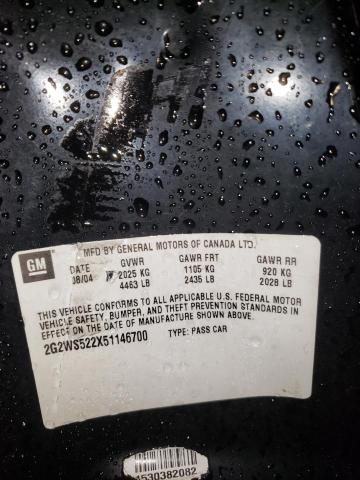 GM
MFD BY GENERAL MOTORS OF CANADA LTD.
DATE GVWR GAWR FRT GAWR RR
08/04 2025 KG 1105 KG 920 KG
4463 LB 2435 LB 2028 LB
THIS VEHICLE CONFORMS TO ALL APPLICABLE U.S. FEDERAL MOTOR
VEHICLE SAFETY, BUMPER, AND THEFT PREVENTION STANDARDS IN
EFFECT ON THE DATE OF MANUFACTURE SHOWN ABOVE.
2G2WS522X51146700 TYPE: PASS CAR
4530382082